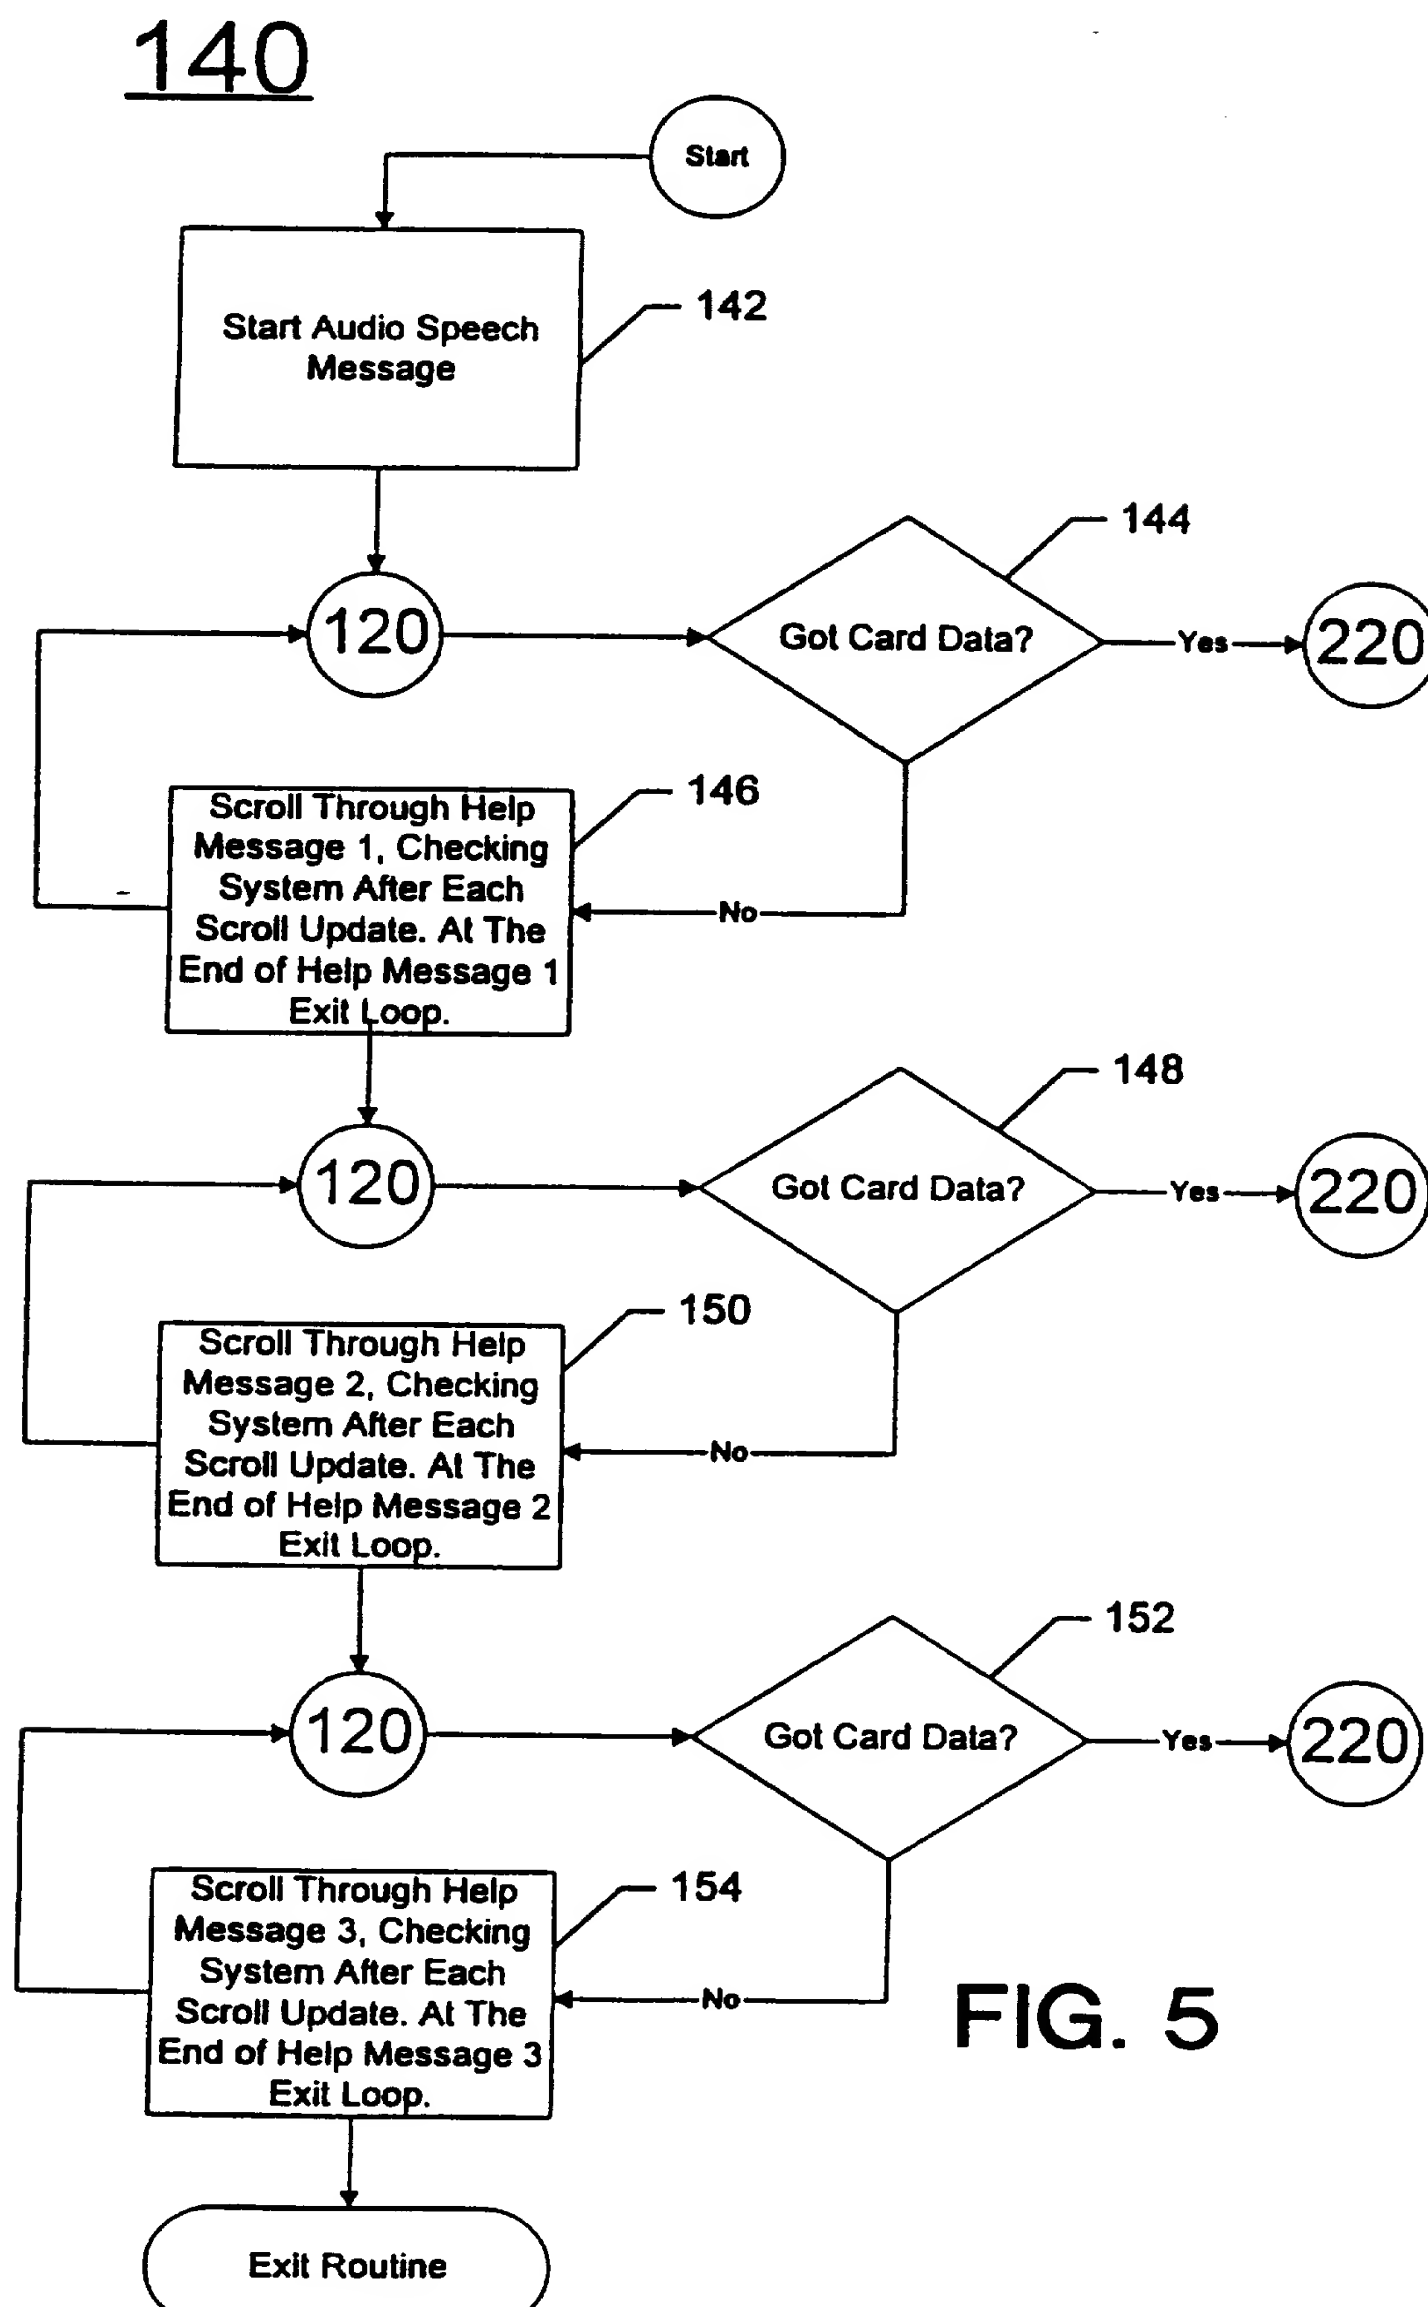 140
Start
Start Audio Speech
Message
142
144
120
Got Card Data?
Yes
220
146
Scroll Through Help
Message 1, Checking
System After Each
Scroll Update. At The
End of Help Message 1
Exit Loop.
No
148
120
Got Card Data?
Yes
220
150
Scroll Through Help
Message 2, Checking
System After Each
Scroll Update. At The
End of Help Message 2
Exit Loop.
No
152
120
Got Card Data?
Yes
220
154
Scroll Through Help
Message 3, Checking
System After Each
Scroll Update. At The
End of Help Message 3
Exit Loop.
No
FIG. 5
Exit Routine